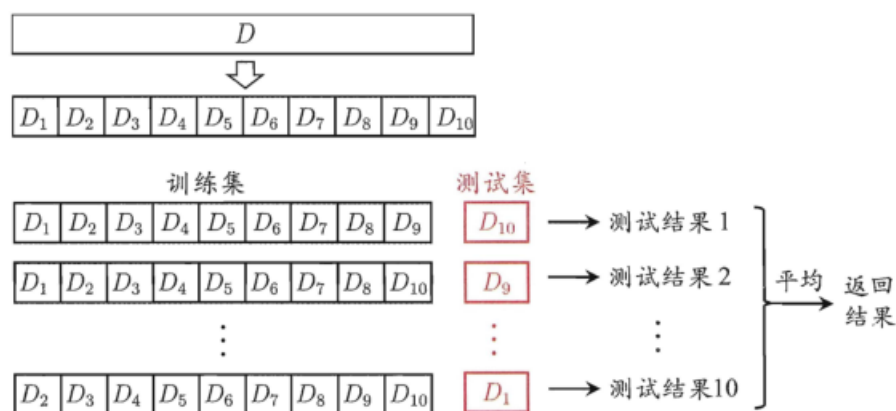 D
D₁ D₂ D₃ D₄ D₅ D₆ D₇ D₈ D₉ D₁₀
训练集 测试集
D₁ D₂ D₃ D₄ D₅ D₆ D₇ D₈ D₉ D₁₀ 测试结果1
D₁ D₂ D₃ D₄ D₅ D₆ D₇ D₈ D₁₀ D₉ 测试结果2
平均 返回
结果
⋮ ⋮ ⋮
D₂ D₃ D₄ D₅ D₆ D₇ D₈ D₉ D₁₀ D₁ 测试结果10